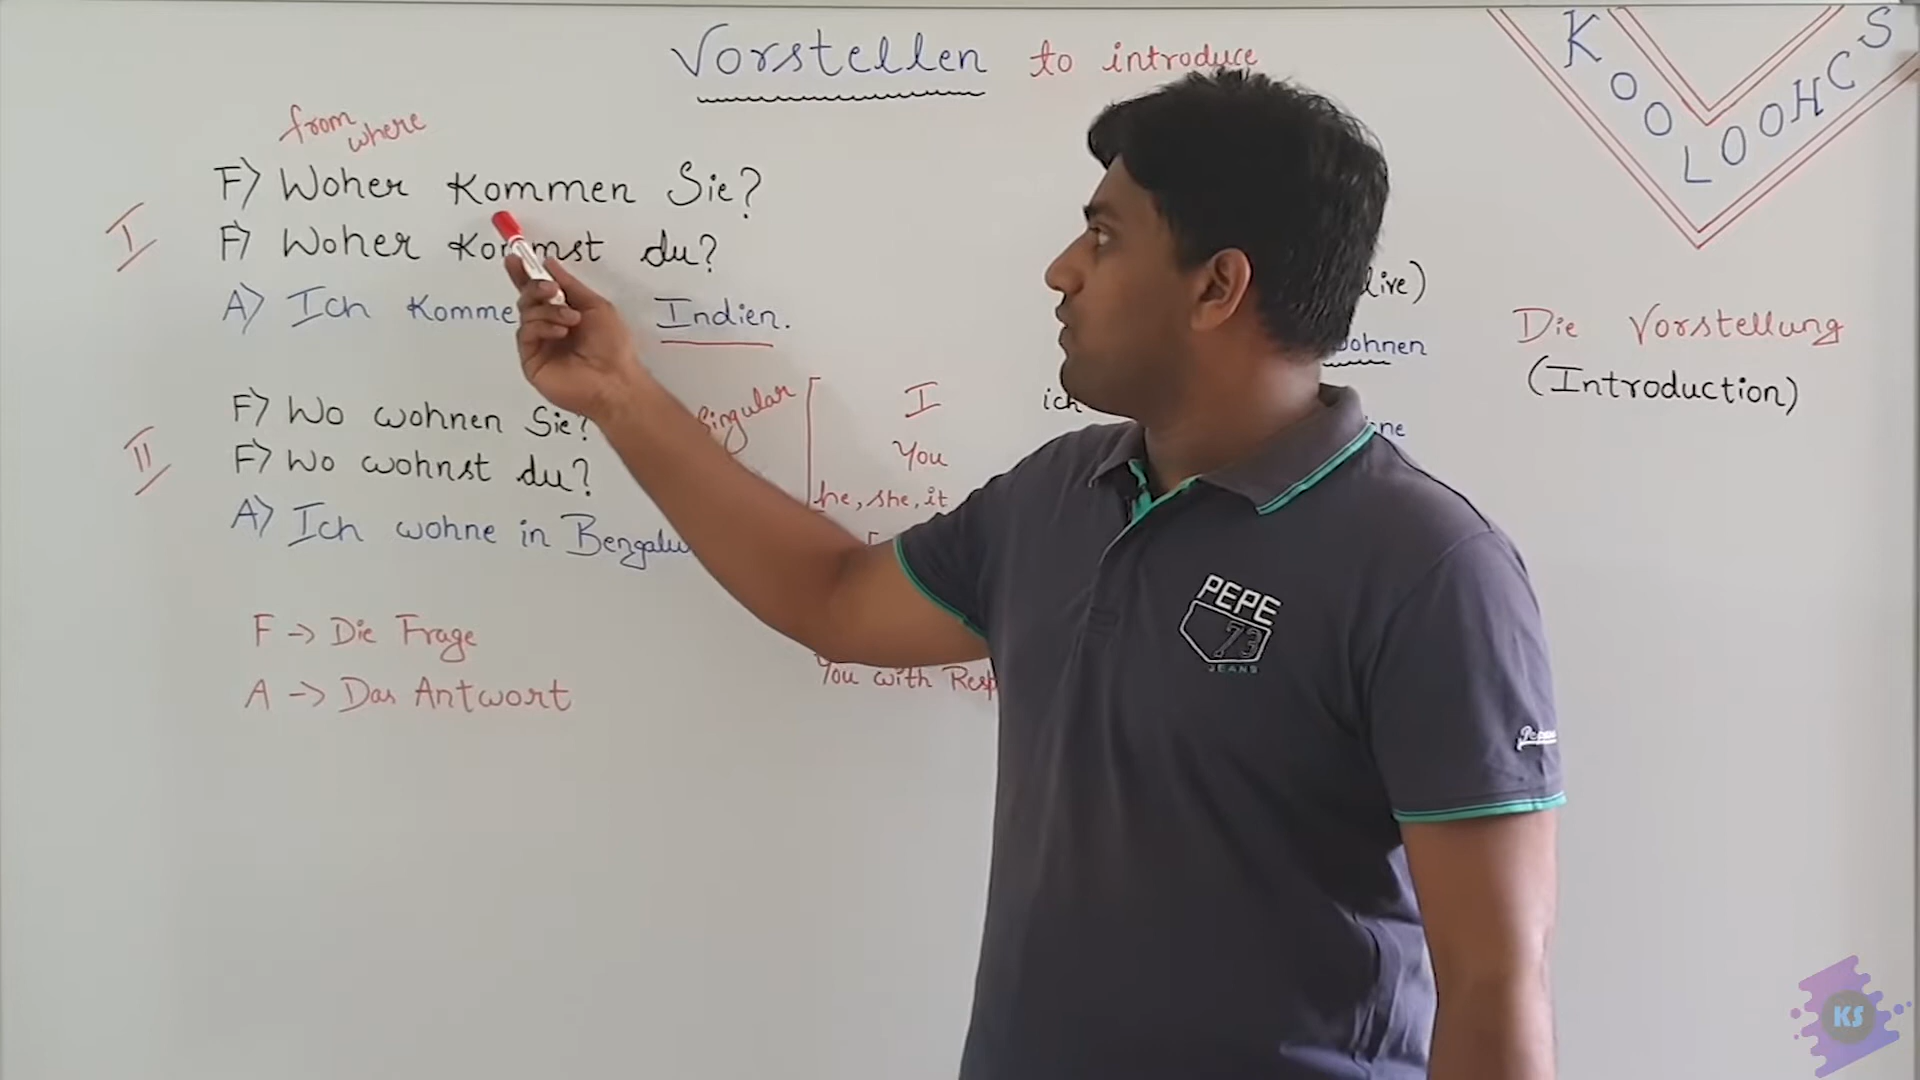 Vorstellen to introduce
KOOL
SCHOOL
from where
F) Woher Kommen Sie?
I
F) Woher Kommst du?
A) Ich Komme Indien.
F) Wo wohnen Sie?
II
F) Wo wohnst du?
A) Ich wohne in
F -> Die Frage
A -> Das Antwort
Singular
I ich
You
he, she, it
You with
live)
Die Vorstellung
(Introduction)
PEPE
73
JEANS
KS